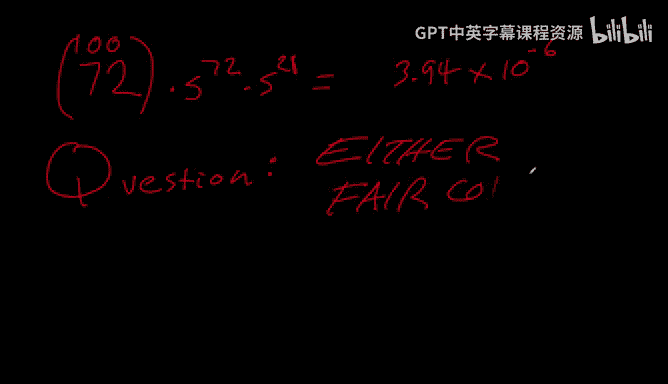 GPT中英字幕课程资源 bilibili
(100 72) . 5^72 . 5^28 = 3.94 x 10^-6
Question: EITHER
FAIR COI